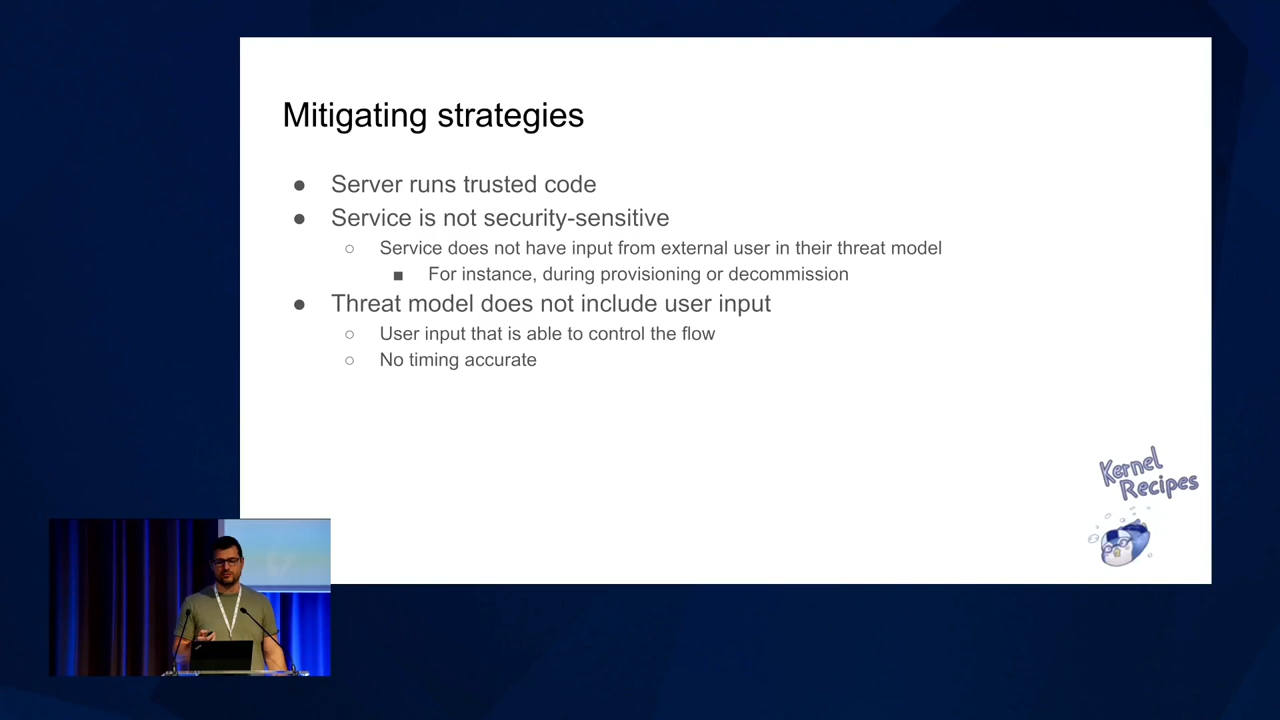 Mitigating strategies
● Server runs trusted code
● Service is not security-sensitive
○ Service does not have input from external user in their threat model
■ For instance, during provisioning or decommission
● Threat model does not include user input
○ User input that is able to control the flow
○ No timing accurate
Kernel
Recipes